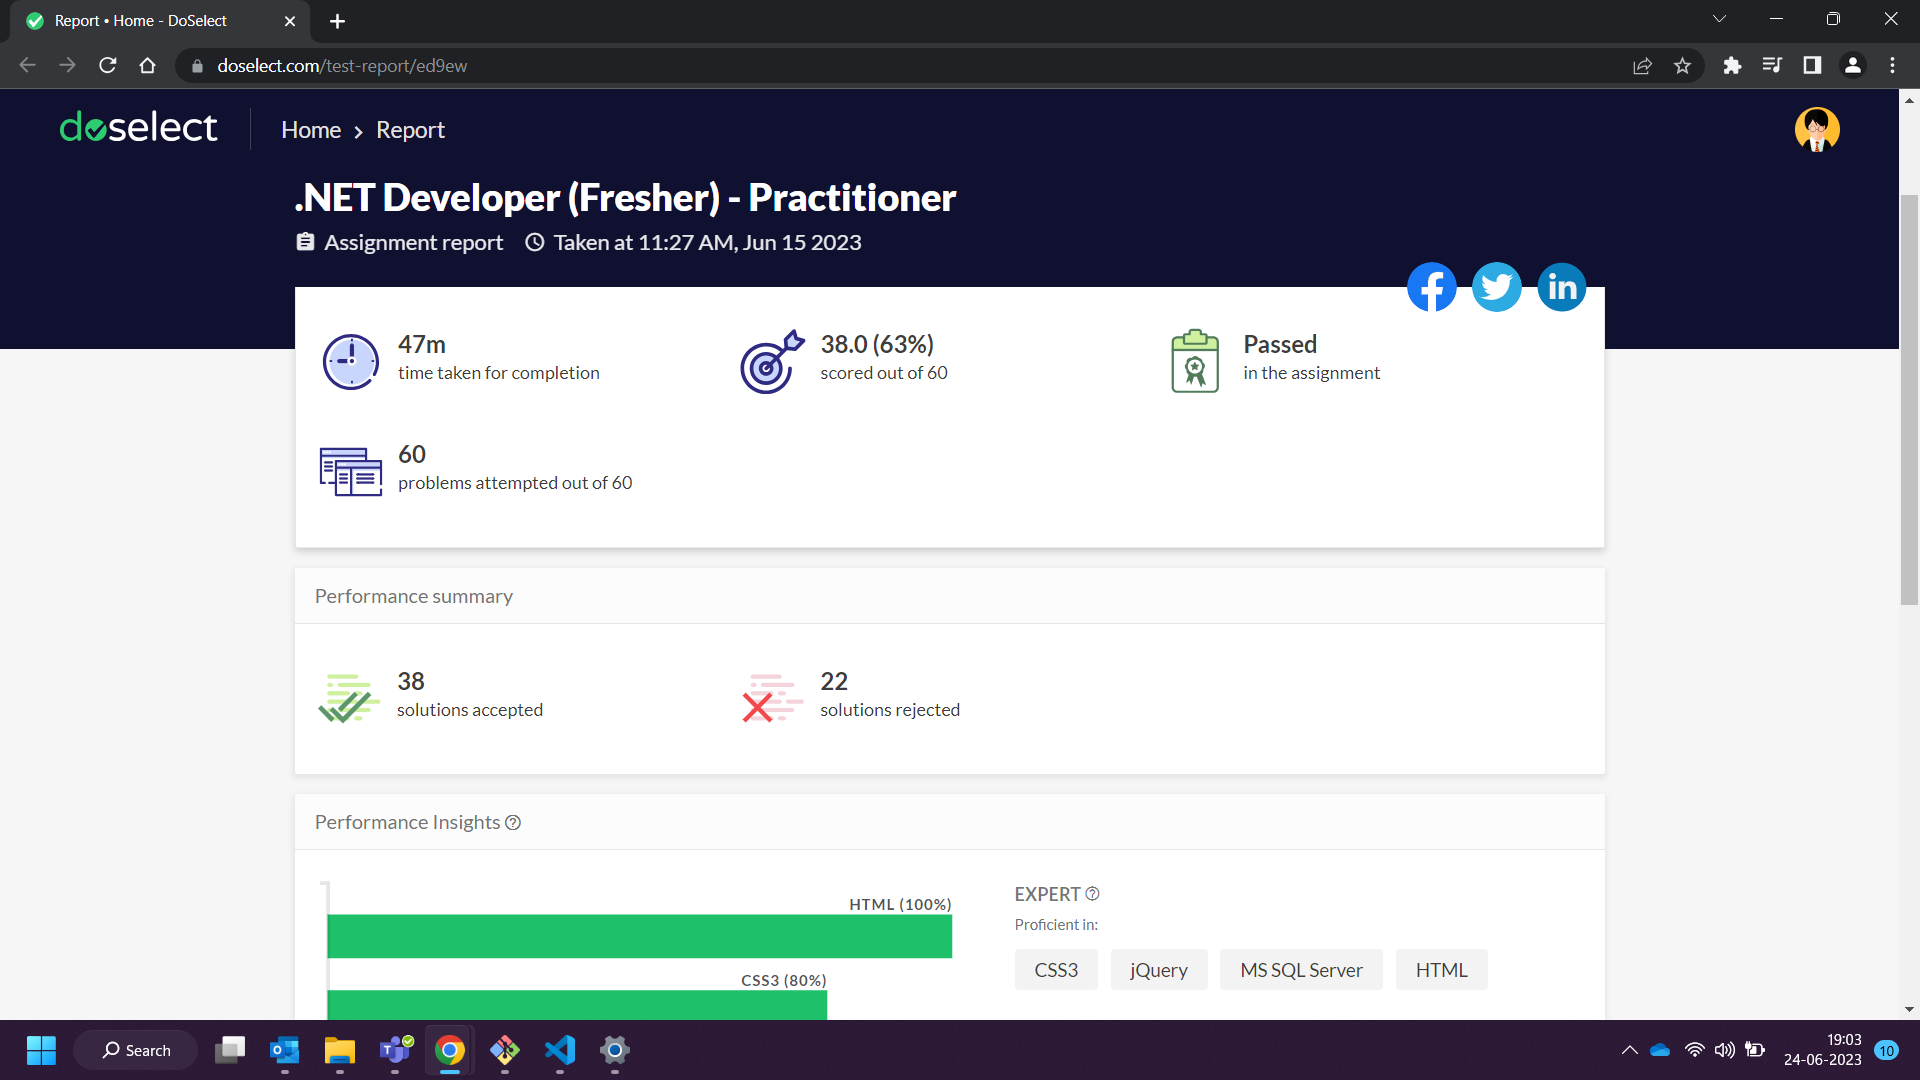 Report • Home - DoSelect
doselect.com/test-report/ed9ew
doselect
Home > Report
.NET Developer (Fresher) - Practitioner
Assignment report Taken at 11:27 AM, Jun 15 2023
47m
time taken for completion
38.0 (63%)
scored out of 60
Passed
in the assignment
60
problems attempted out of 60
Performance summary
38
solutions accepted
22
solutions rejected
Performance Insights
HTML (100%)
CSS3 (80%)
EXPERT
Proficient in:
CSS3 jQuery MS SQL Server HTML
Search
19:03
24-06-2023
10